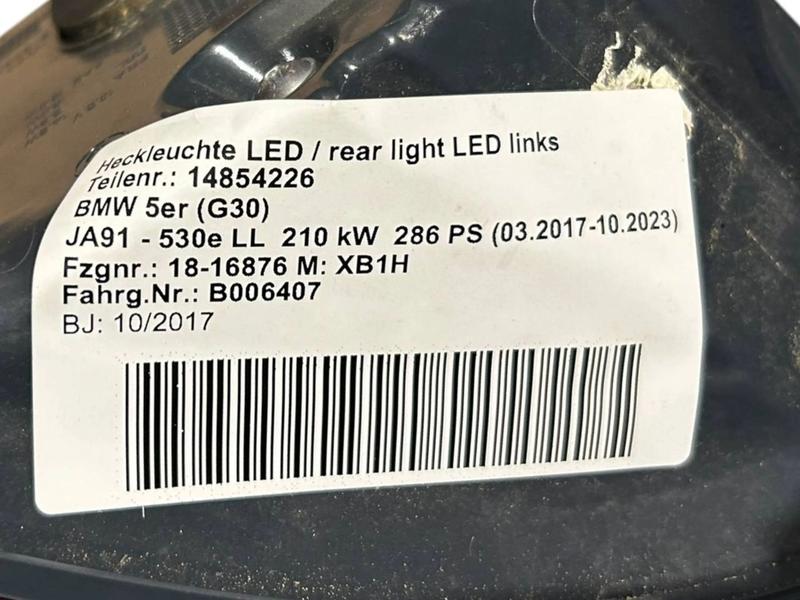 Heckleuchte LED / rear light LED links
Teilenr.: 14854226
BMW 5er (G30)
JA91 - 530e LL 210 kW 286 PS (03.2017-10.2023)
Fzgnr.: 18-16876 M: XB1H
Fahrg.Nr.: B006407
BJ: 10/2017